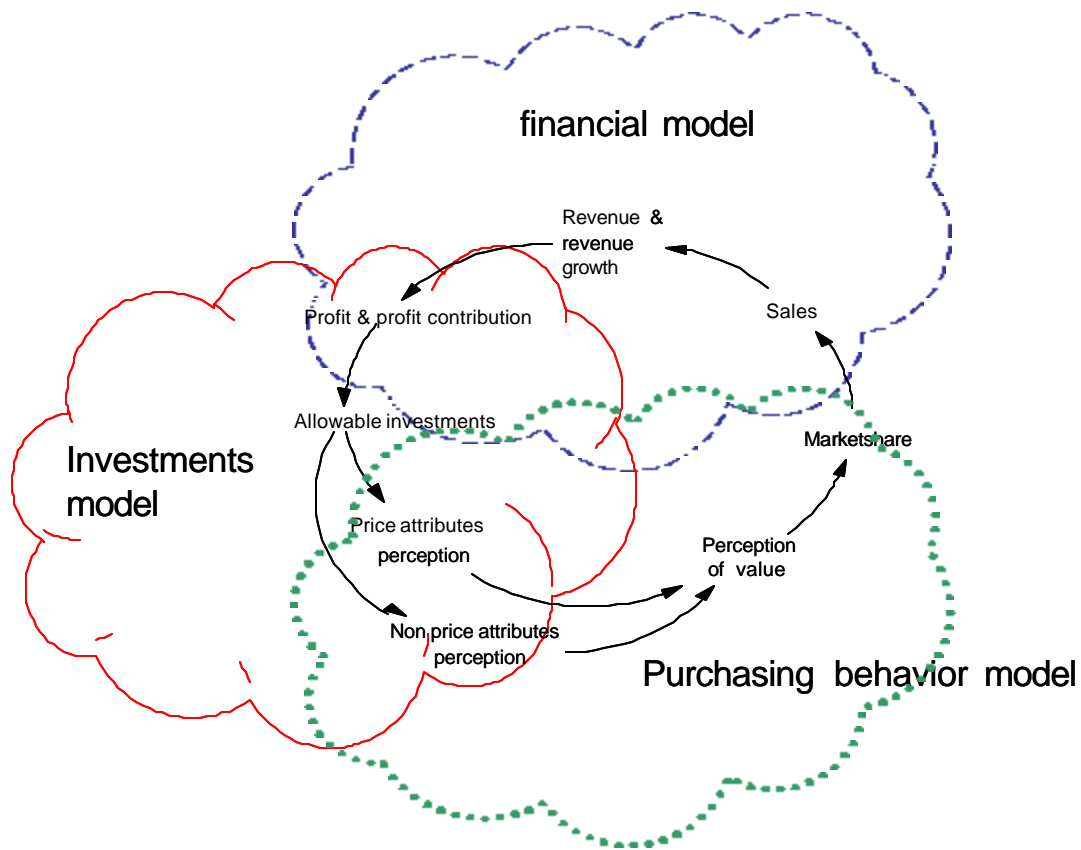 financial model
Revenue &
revenue
growth
Profit & profit contribution
Sales
Allowable investments
Marketshare
Investments
model
Price attributes
perception
Perception
of value
Non price attributes
perception
Purchasing behavior model